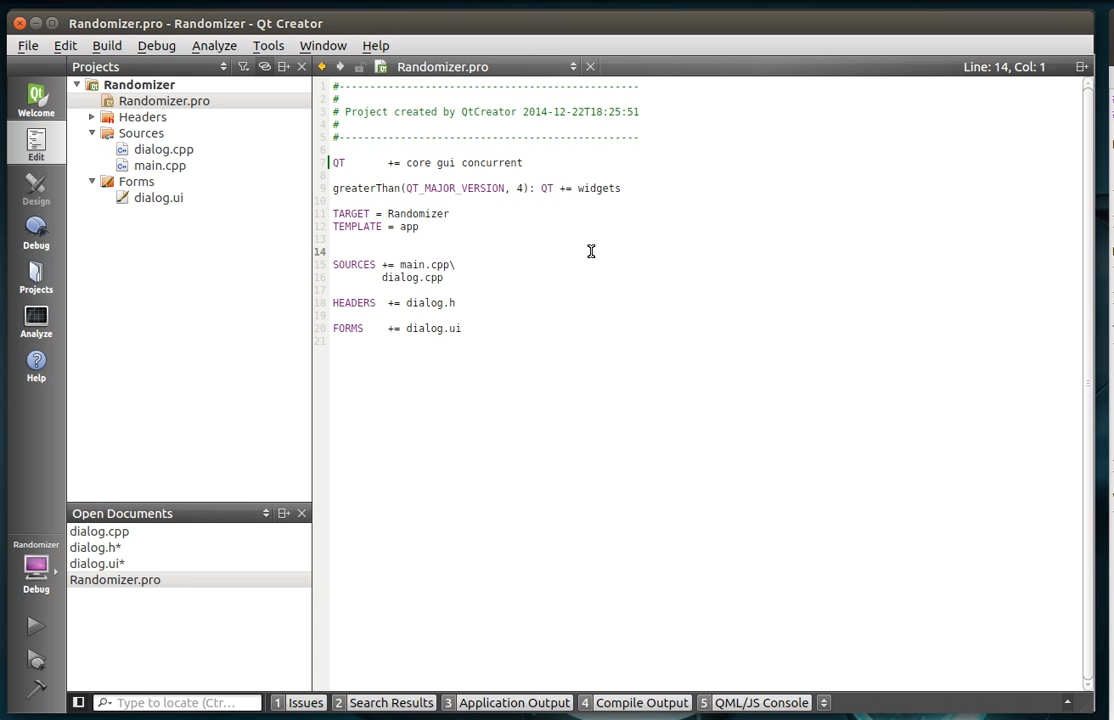 Randomizer.pro - Randomizer - Qt Creator
File Edit Build Debug Analyze Tools Window Help
Projects
Randomizer.pro
Line: 14, Col: 1
Welcome
Edit
Design
Debug
Projects
Analyze
Help
Randomizer
Debug
Randomizer
Randomizer.pro
Headers
Sources
dialog.cpp
main.cpp
Forms
dialog.ui
Open Documents
dialog.cpp
dialog.h*
dialog.ui*
Randomizer.pro
1 #-------------------------------------------------
2 #
3 # Project created by QtCreator 2014-12-22T18:25:51
4 #
5 #-------------------------------------------------
6
7 QT       += core gui concurrent
8
9 greaterThan(QT_MAJOR_VERSION, 4): QT += widgets
10
11 TARGET = Randomizer
12 TEMPLATE = app
13
14
15 SOURCES += main.cpp\
16         dialog.cpp
17
18 HEADERS  += dialog.h
19
20 FORMS    += dialog.ui
21
Type to locate (Ctr...
1 Issues 2 Search Results 3 Application Output 4 Compile Output 5 QML/JS Console